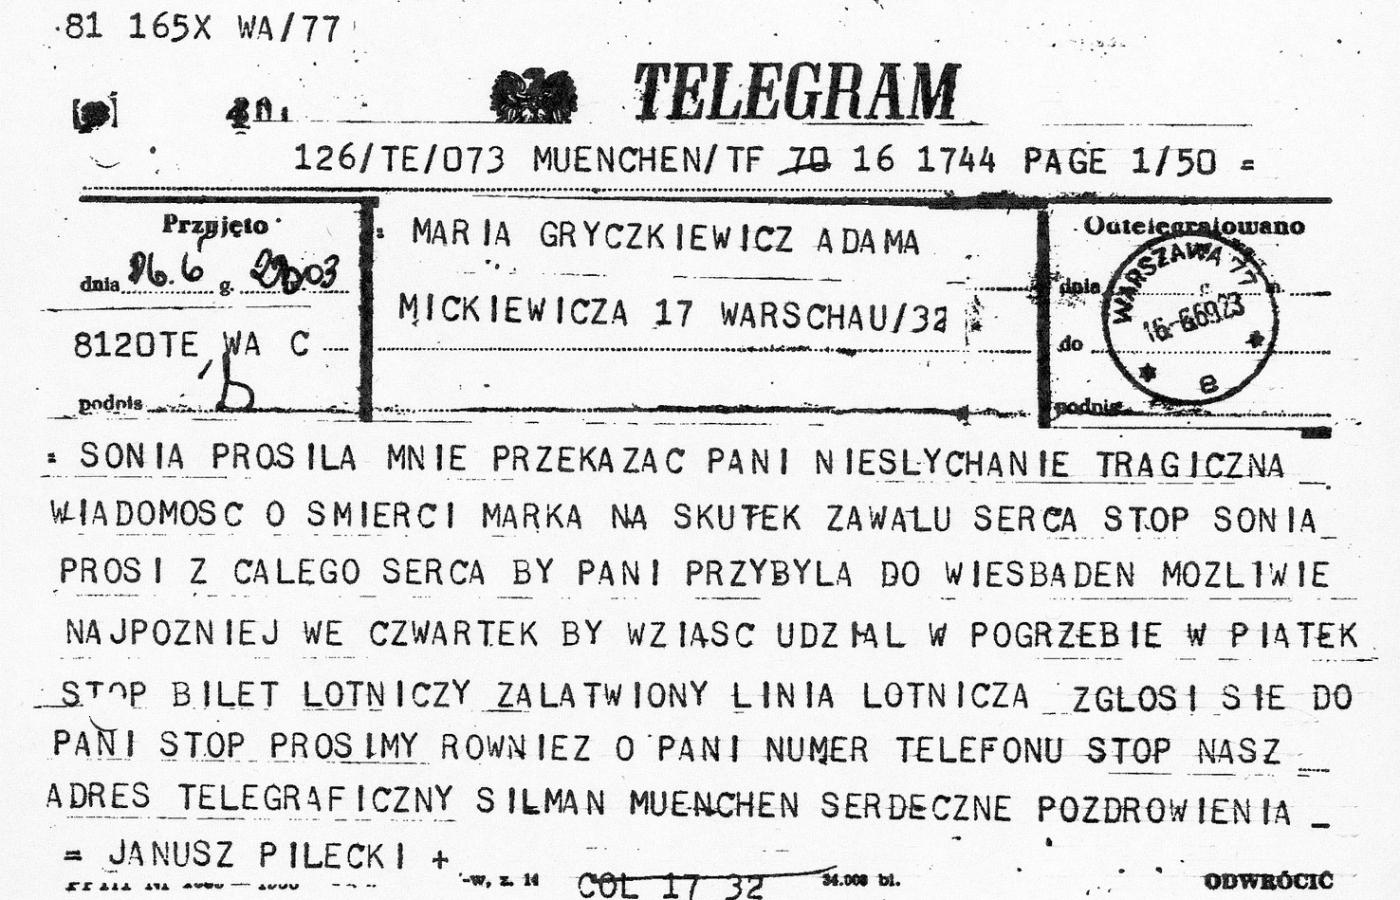 81 165X WA/77
TELEGRAM
126/TE/073 MUENCHEN/TF 70 16 1744 PAGE 1/50 =
Przyjęto
dnia 16.6 g.
8120TE WA C
podpis
: MARIA GRYCZKIEWICZ ADAMA
MICKIEWICZA 17 WARSCHAU/32
Odtelegrafowano
dnia
do
podpis
WARSZAWA 77
16-6.69.23
e
: SONIA PROSILA MNIE PRZEKAZAC PANI NIESLYCHANIE TRAGICZNA
WIADOMOSC O SMIERCI MARKA NA SKUTEK ZAWALU SERCA STOP SONIA
PROSI Z CALEGO SERCA BY PANI PRZYBYLA DO WIESBADEN MOZLIWIE
NAJPOZNIEJ WE CZWARTEK BY WZIASC UDZIAL W POGRZEBIE W PIATEK
STOP BILET LOTNICZY ZALATWIONY LINIA LOTNICZA ZGLOSI SIE DO
PANI STOP PROSIMY ROWNIEZ O PANI NUMER TELEFONU STOP NASZ
ADRES TELEGRAFICZNY SILMAN MUENCHEN SERDECZNE POZDROWIENIA
= JANUSZ PILECKI +
COL 17 32
ODWRÓCIĆ